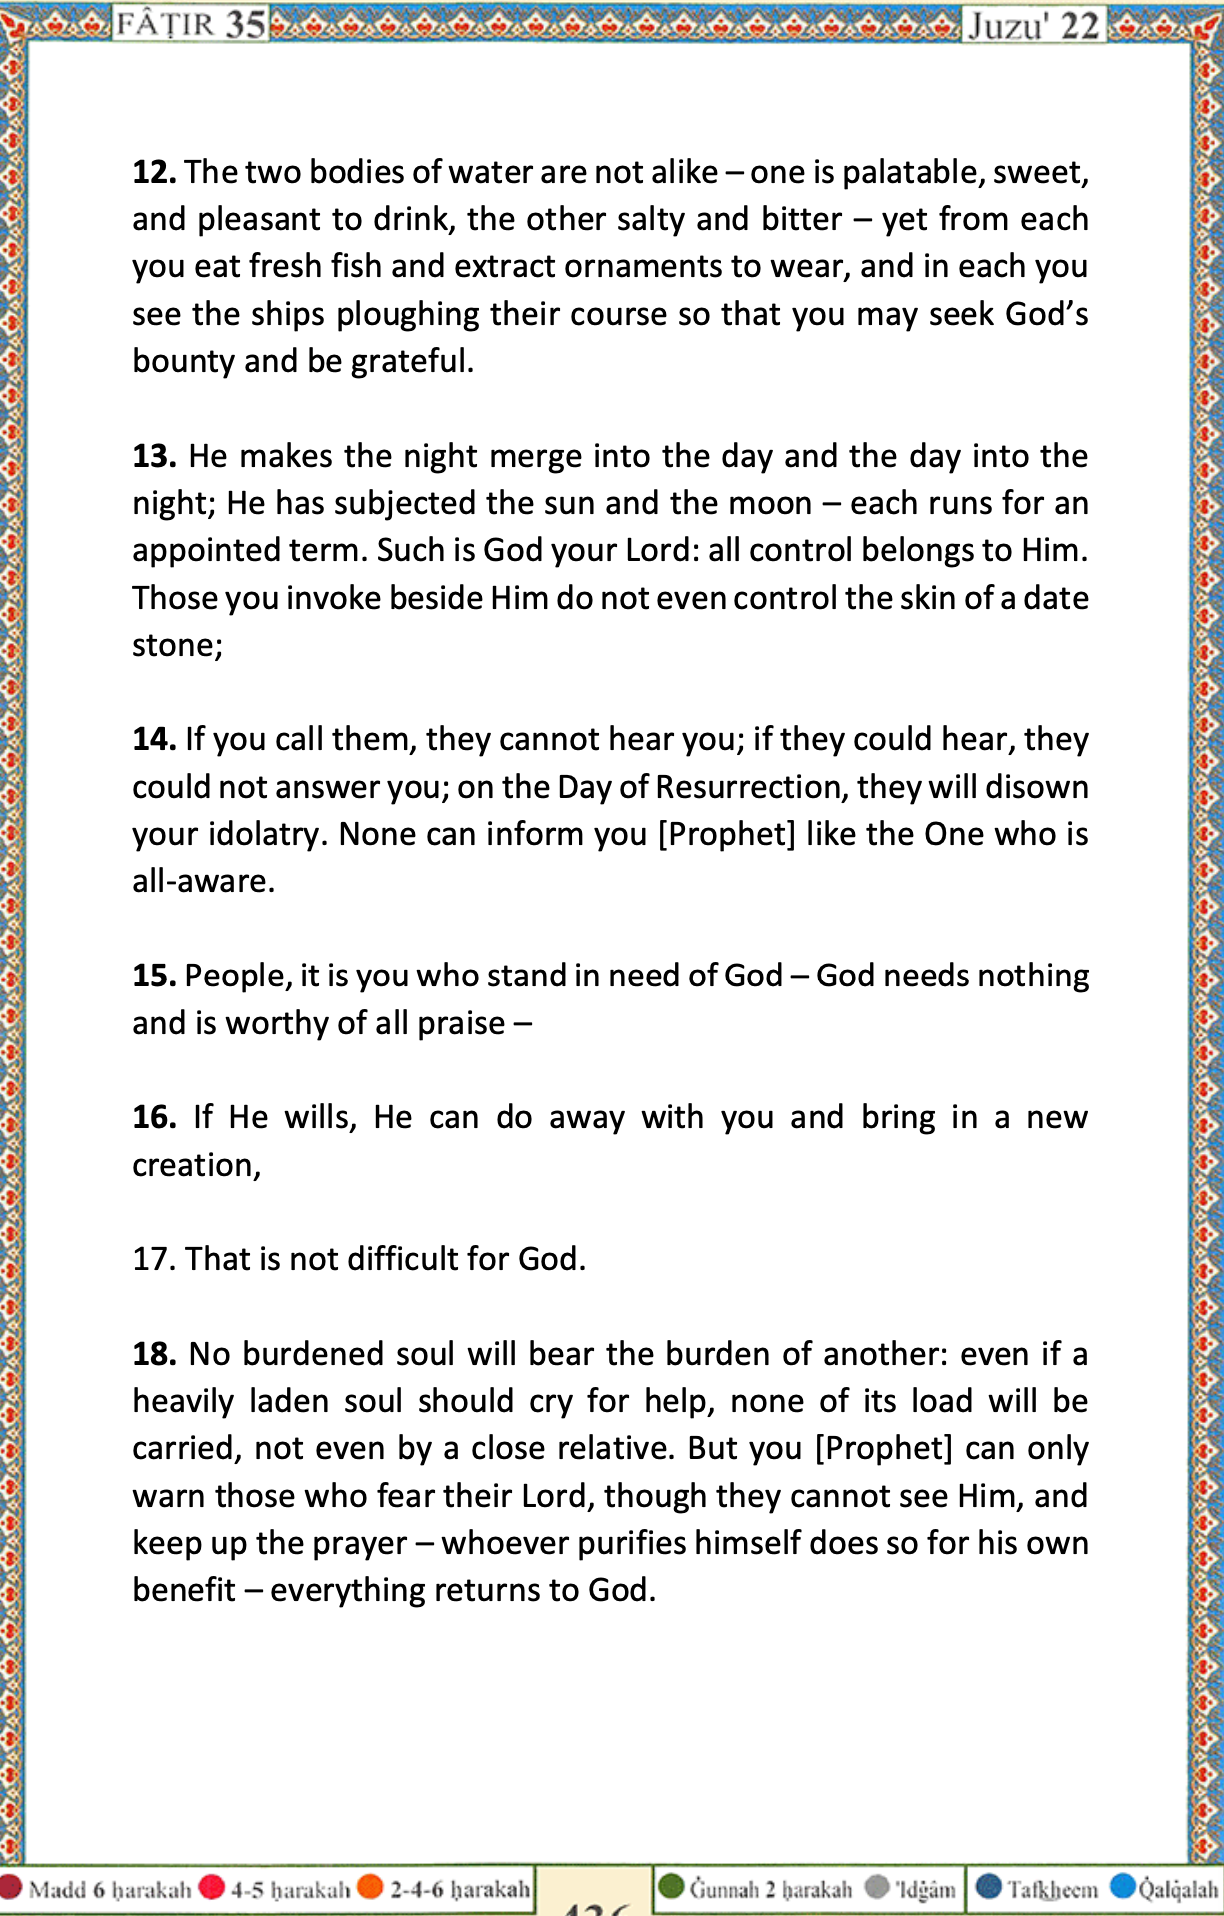 FÂṬIR 35
Juzu' 22
12. The two bodies of water are not alike – one is palatable, sweet,
and pleasant to drink, the other salty and bitter – yet from each
you eat fresh fish and extract ornaments to wear, and in each you
see the ships ploughing their course so that you may seek God’s
bounty and be grateful.
13. He makes the night merge into the day and the day into the
night; He has subjected the sun and the moon – each runs for an
appointed term. Such is God your Lord: all control belongs to Him.
Those you invoke beside Him do not even control the skin of a date
stone;
14. If you call them, they cannot hear you; if they could hear, they
could not answer you; on the Day of Resurrection, they will disown
your idolatry. None can inform you [Prophet] like the One who is
all-aware.
15. People, it is you who stand in need of God – God needs nothing
and is worthy of all praise –
16. If He wills, He can do away with you and bring in a new
creation,
17. That is not difficult for God.
18. No burdened soul will bear the burden of another: even if a
heavily laden soul should cry for help, none of its load will be
carried, not even by a close relative. But you [Prophet] can only
warn those who fear their Lord, though they cannot see Him, and
keep up the prayer – whoever purifies himself does so for his own
benefit – everything returns to God.
Madd 6 ḥarakah 4-5 ḥarakah 2-4-6 ḥarakah
Ġunnah 2 ḥarakah 'Idġâm Tafkheem Qalqalah